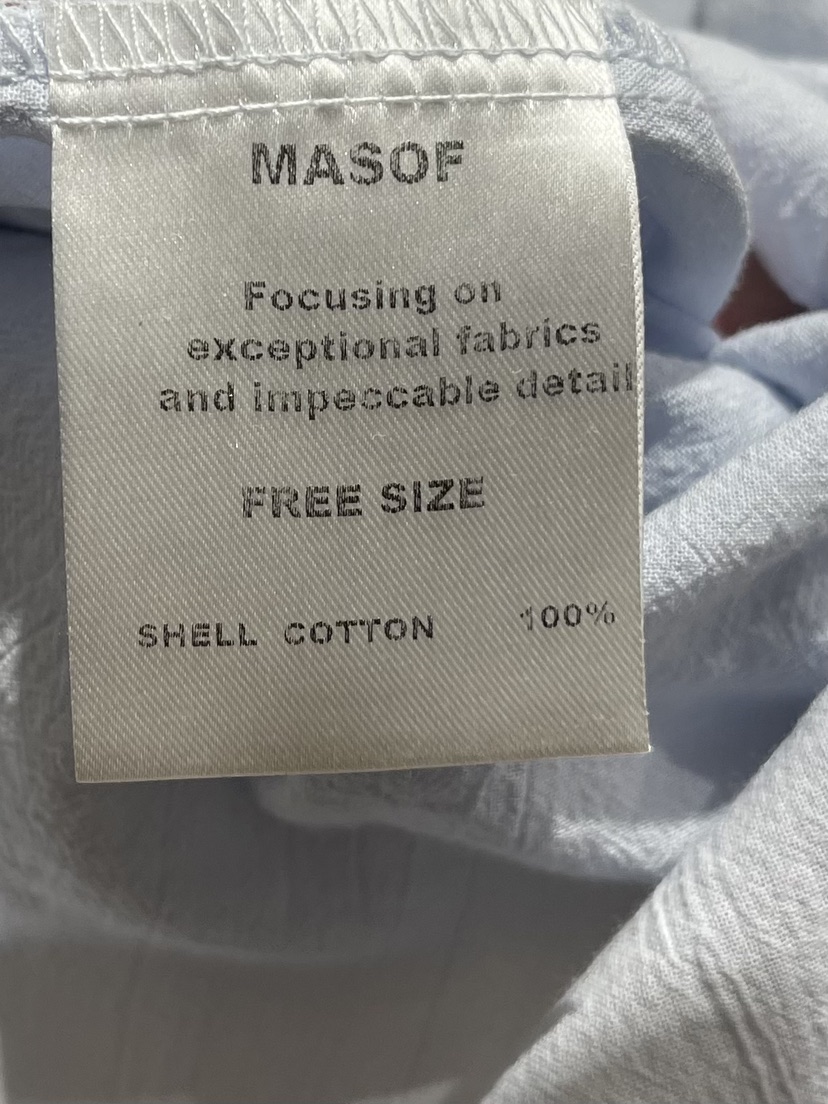 MASOF
Focusing on
exceptional fabrics
and impeccable detail
FREE SIZE
SHELL COTTON 100%